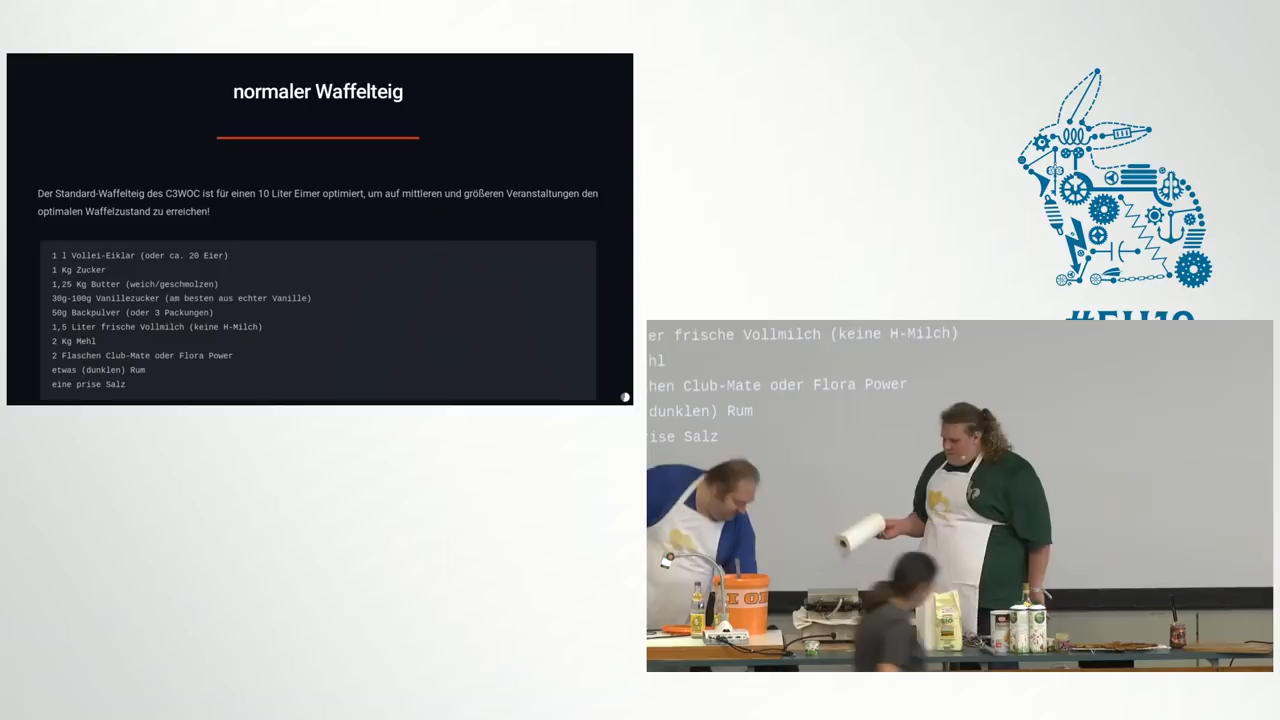 normaler Waffelteig
Der Standard-Waffelteig des C3WOC ist für einen 10 Liter Eimer optimiert, um auf mittleren und größeren Veranstaltungen den
optimalen Waffelzustand zu erreichen!
1 l Vollei-Eiklar (oder ca. 20 Eier)
1 Kg Zucker
1,25 Kg Butter (weich/geschmolzen)
30g-100g Vanillezucker (am besten aus echter Vanille)
50g Backpulver (oder 3 Packungen)
1,5 Liter frische Vollmilch (keine H-Milch)
2 Kg Mehl
2 Flaschen Club-Mate oder Flora Power
etwas (dunklen) Rum
eine prise Salz
er frische Vollmilch (keine H-Milch)
hl
hen Club-Mate oder Flora Power
dunklen) Rum
rise Salz